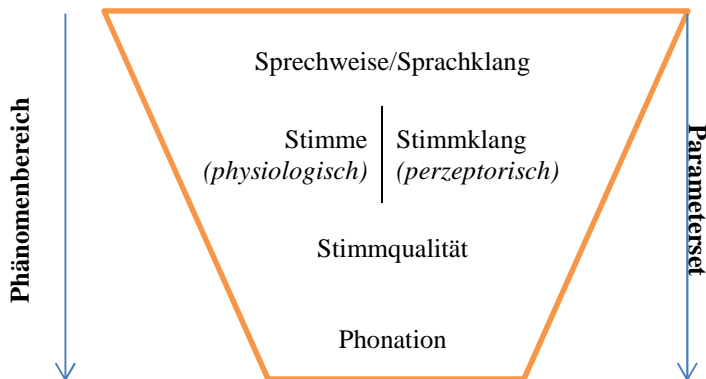 Sprechweise/Sprachklang
Stimme
(physiologisch)
Stimmklang
(perzeptorisch)
Stimmqualität
Phonation
Phänomenbereich
Parameterset